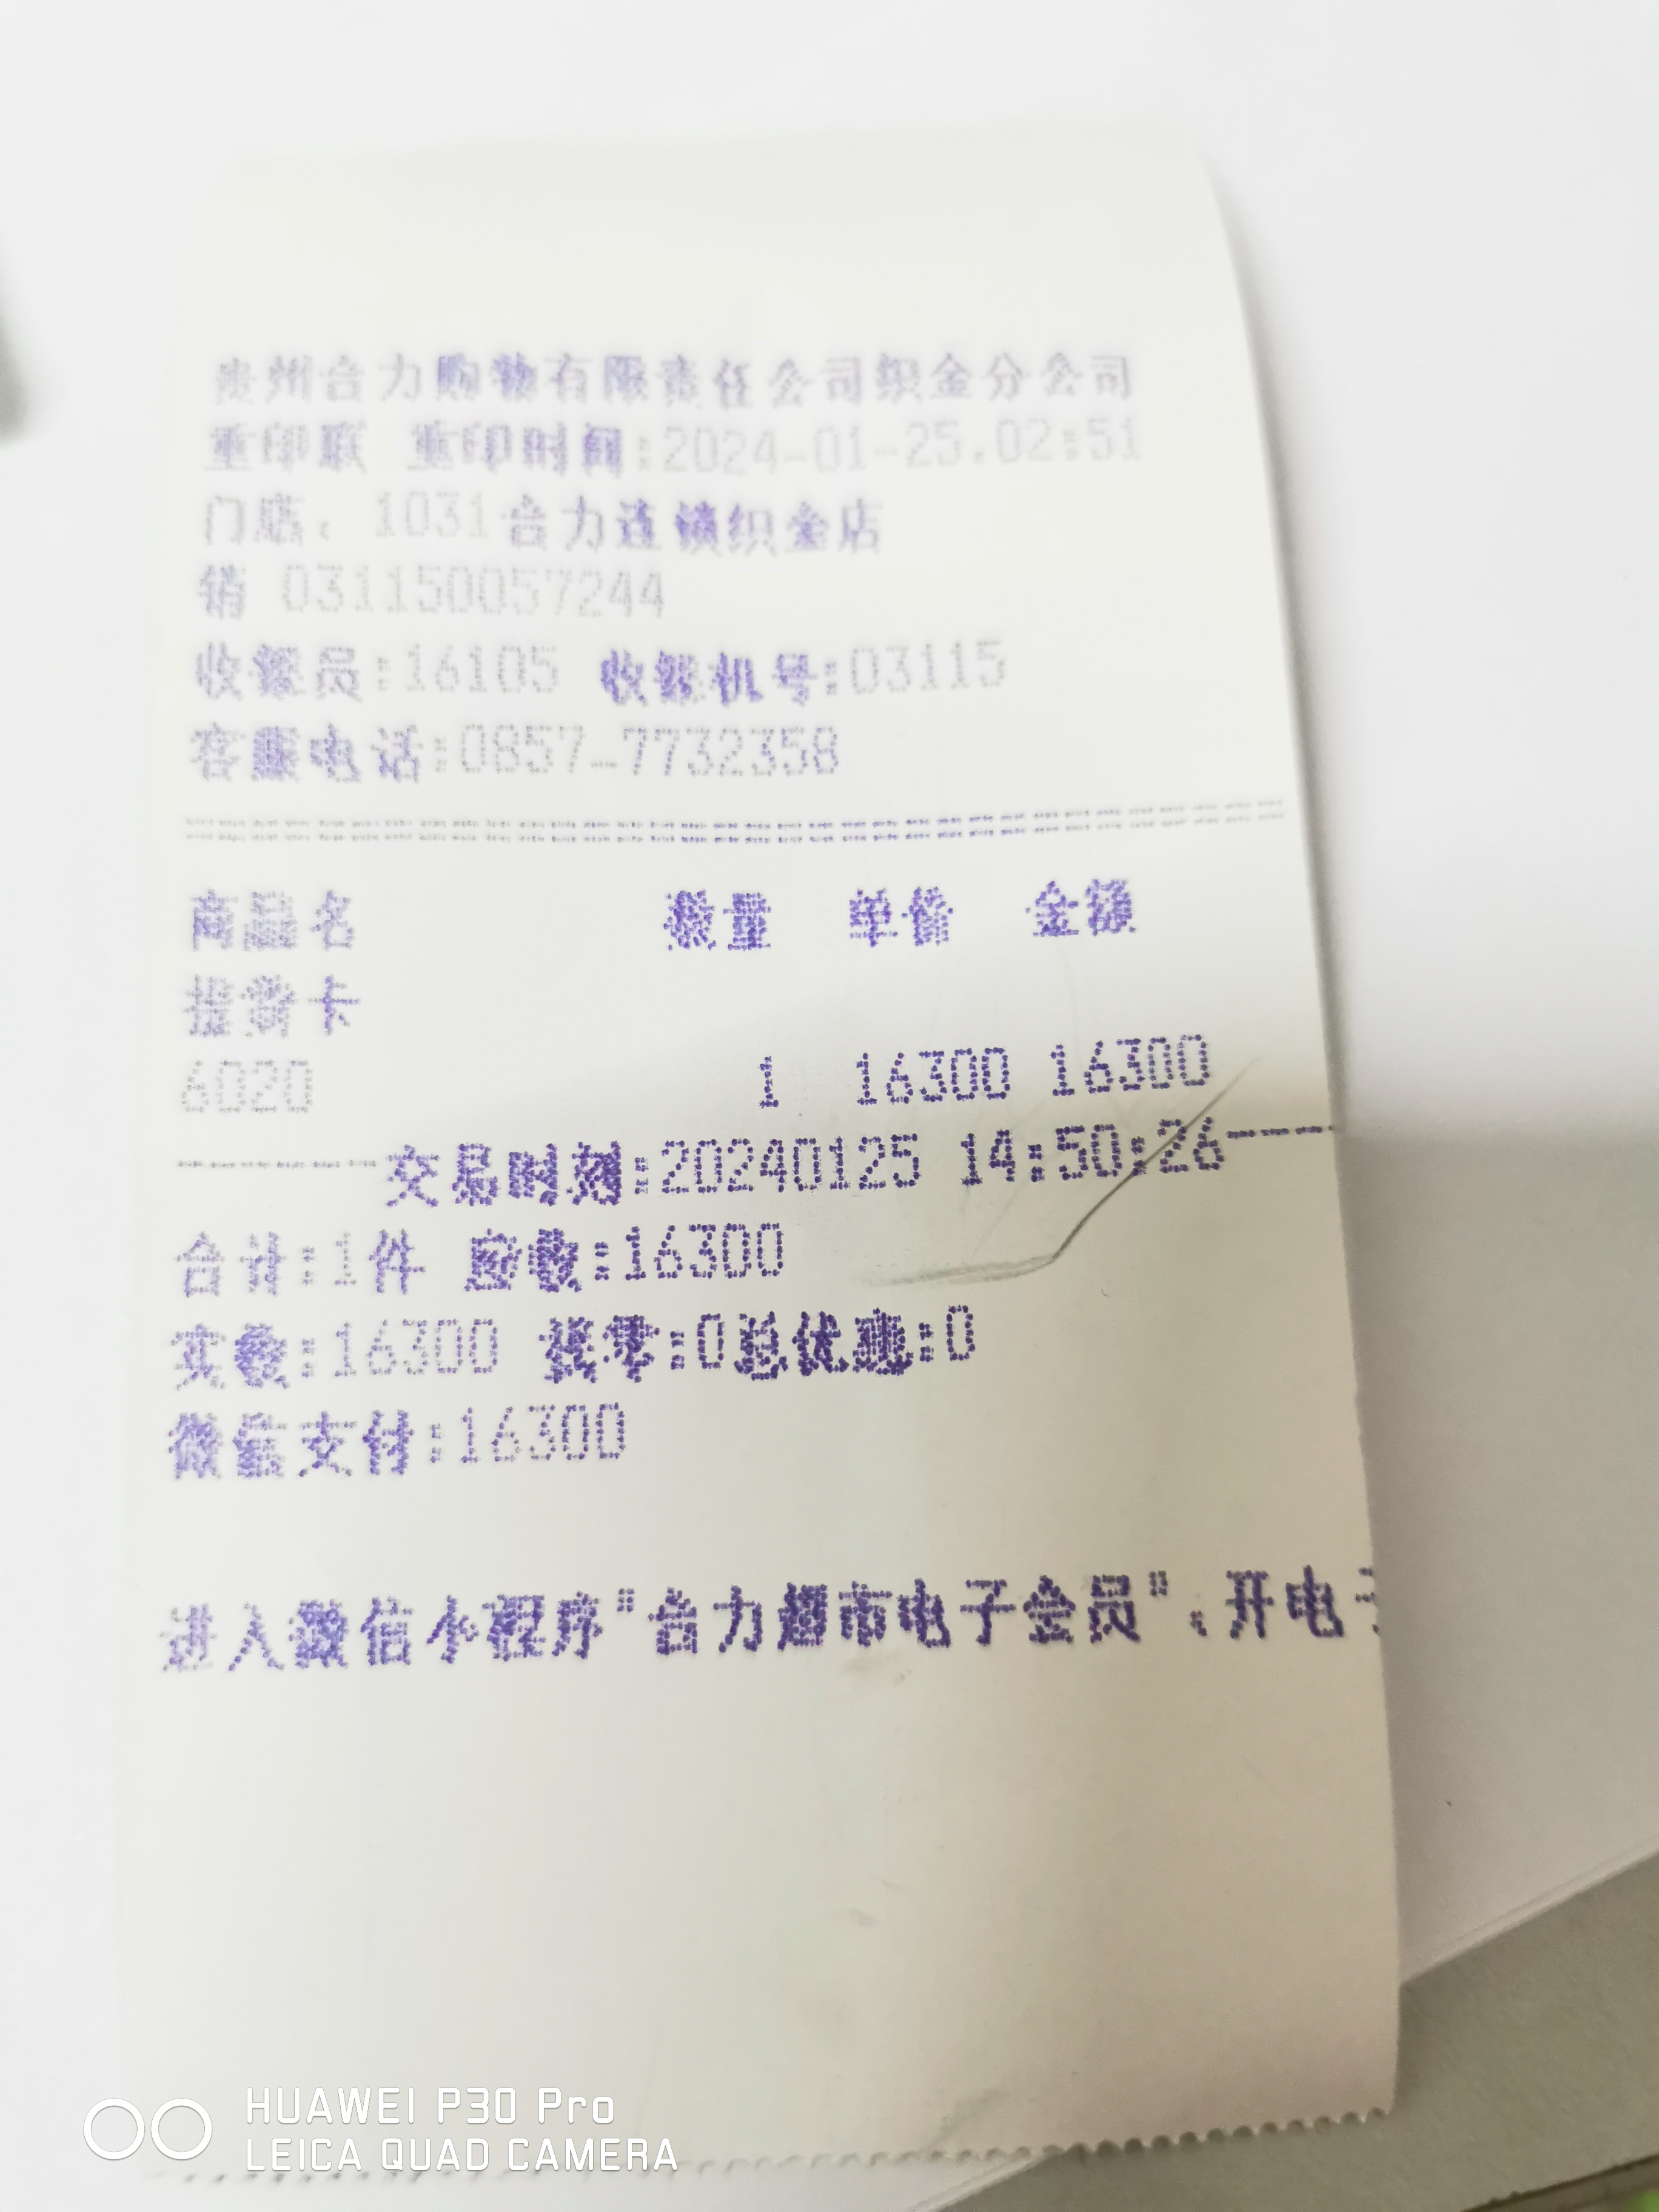 贵州合力购物有限责任公司织金分公司
重印联 重印时间:2024-01-25.02:51
门店: 1031合力连锁织金店
销 031150057244
收银员:16105 收银机号:03115
客服电话:0857-7732358
商品名 数量 单价 金额
提货卡
6020 1 16300 16300
交易时刻:20240125 14:50:26
合计:1件 应收:16300
实收:16300 找零:0总优惠:0
微信支付:16300
进入微信小程序"合力超市电子会员"、开电
HUAWEI P30 Pro
LEICA QUAD CAMERA